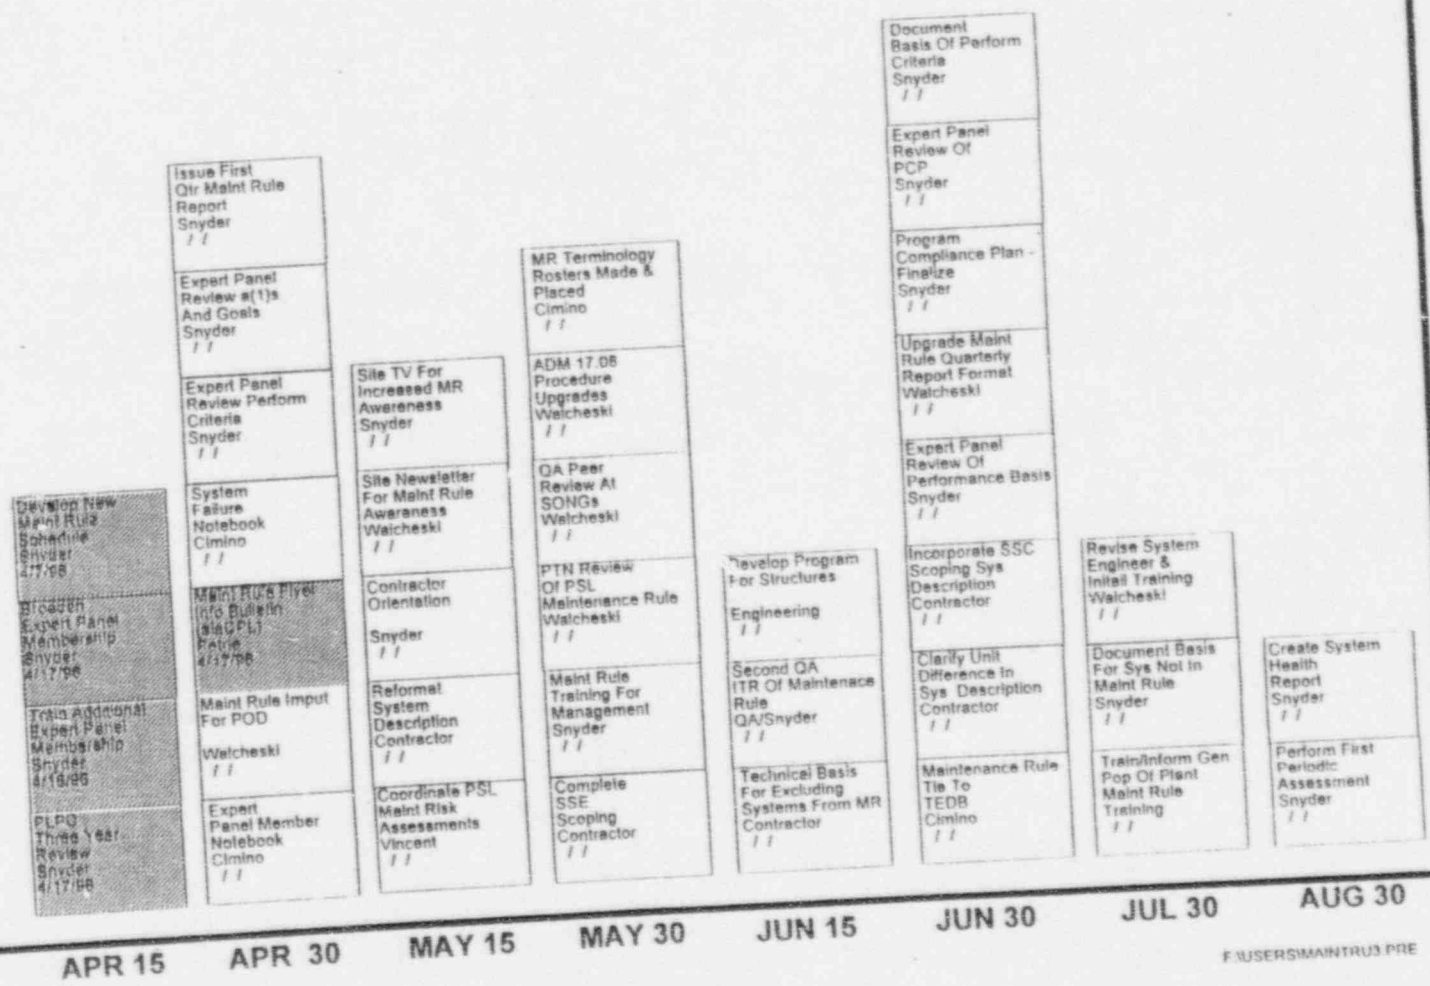 Develop New
Maint Rule
Schedule
Snyder
4/7/96
Broaden
Expert Panel
Membership
Snyder
4/17/96
Train Additional
Expert Panel
Membership
Snyder
4/16/96
PLPG
Three Year
Review
Snyder
4/17/96
APR 15
Issue First
Qtr Maint Rule
Report
Snyder
/ /
Expert Panel
Review a(1)s
And Goals
Snyder
/ /
Expert Panel
Review Perform
Criteria
Snyder
/ /
System
Failure
Notebook
Cimino
/ /
Maint Rule Flyer
Info Bulletin
Petrie
4/17/96
Maint Rule Imput
For POD
Walcheski
/ /
Expert
Panel Member
Notebook
Cimino
/ /
APR 30
Site TV For
Increased MR
Awareness
Snyder
/ /
Site Newsletter
For Maint Rule
Awareness
Walcheski
/ /
Contractor
Orientation
Snyder
/ /
Reformat
System
Description
Contractor
/ /
Coordinate PSL
Maint Risk
Assessments
Vincent
/ /
MAY 15
MR Terminology
Rosters Made &
Placed
Cimino
/ /
ADM 17.08
Procedure
Upgrades
Walcheski
/ /
QA Peer
Review At
SONGs
Walcheski
/ /
PTN Review
Of PSL
Maintenance Rule
Walcheski
/ /
Maint Rule
Training For
Management
Snyder
/ /
Complete
SSE
Scoping
Contractor
/ /
MAY 30
Develop Program
For Structures
Engineering
/ /
Second QA
ITR Of Maintenace
Rule
QA/Snyder
/ /
Technical Basis
For Excluding
Systems From MR
Contractor
/ /
JUN 15
Document
Basis Of Perform
Criteria
Snyder
/ /
Expert Panel
Review Of
PCP
Snyder
/ /
Program
Compliance Plan -
Finalize
Snyder
/ /
Upgrade Maint
Rule Quarterly
Report Format
Walcheski
/ /
Expert Panel
Review Of
Performance Basis
Snyder
/ /
Incorporate SSC
Scoping Sys
Description
Contractor
/ /
Clarify Unit
Difference In
Sys Description
Contractor
/ /
Maintenance Rule
Tie To
TEDB
Cimino
/ /
JUN 30
Revise System
Engineer &
Initail Training
Walcheski
/ /
Document Basis
For Sys Not In
Maint Rule
Snyder
/ /
Train/Inform Gen
Pop Of Plant
Maint Rule
Training
/ /
JUL 30
Create System
Health
Report
Snyder
/ /
Perform First
Periodic
Assessment
Snyder
/ /
AUG 30
F:\USERS\MAINTRU3.PRE